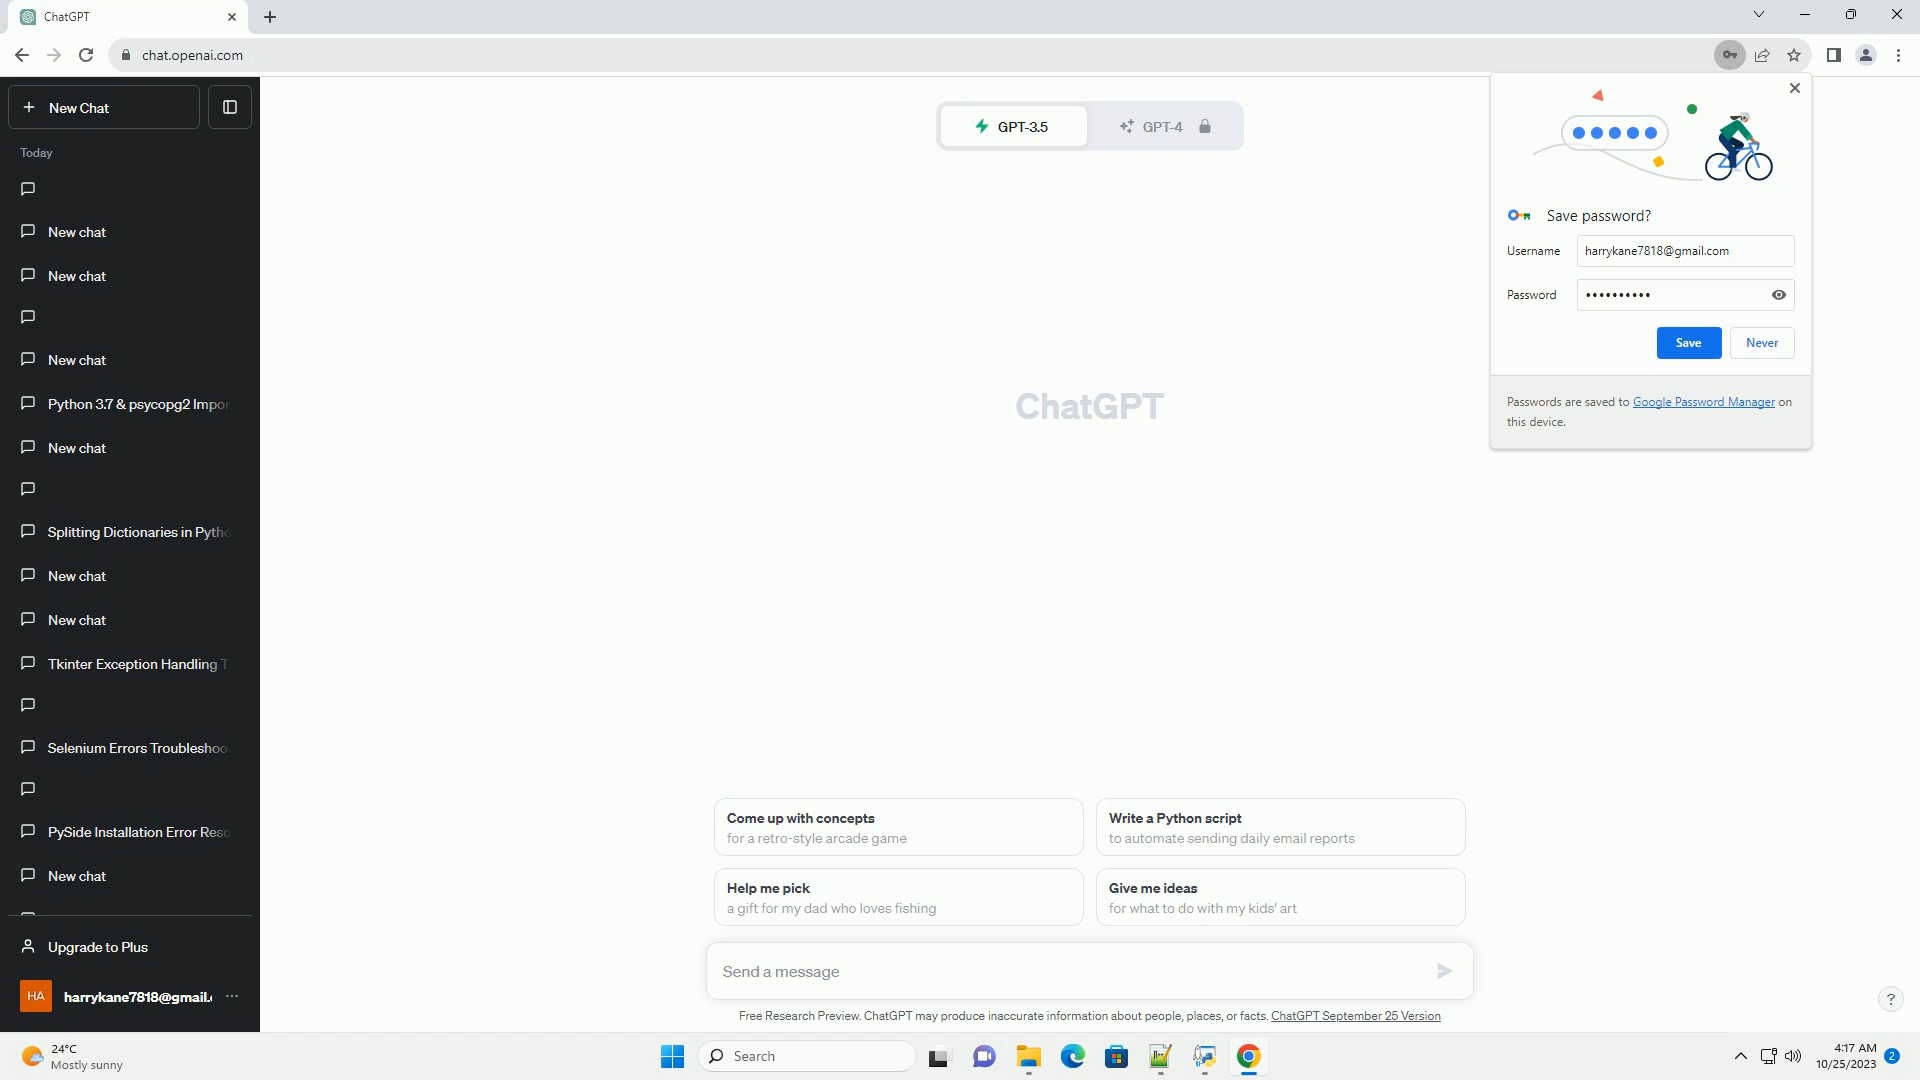 ChatGPT
chat.openai.com
New Chat
Today
New chat
New chat
New chat
Python 3.7 & psycopg2 Impor
New chat
Splitting Dictionaries in Pytho
New chat
New chat
Tkinter Exception Handling T
Selenium Errors Troubleshoo
PySide Installation Error Reso
New chat
Upgrade to Plus
HA harrykane7818@gmail.
GPT-3.5
GPT-4
ChatGPT
Come up with concepts
for a retro-style arcade game
Write a Python script
to automate sending daily email reports
Help me pick
a gift for my dad who loves fishing
Give me ideas
for what to do with my kids' art
Send a message
Free Research Preview. ChatGPT may produce inaccurate information about people, places, or facts. ChatGPT September 25 Version
Save password?
Username harrykane7818@gmail.com
Password ••••••••••
Save Never
Passwords are saved to Google Password Manager on
this device.
?
24°C
Mostly sunny
Search
4:17 AM
10/25/2023
2